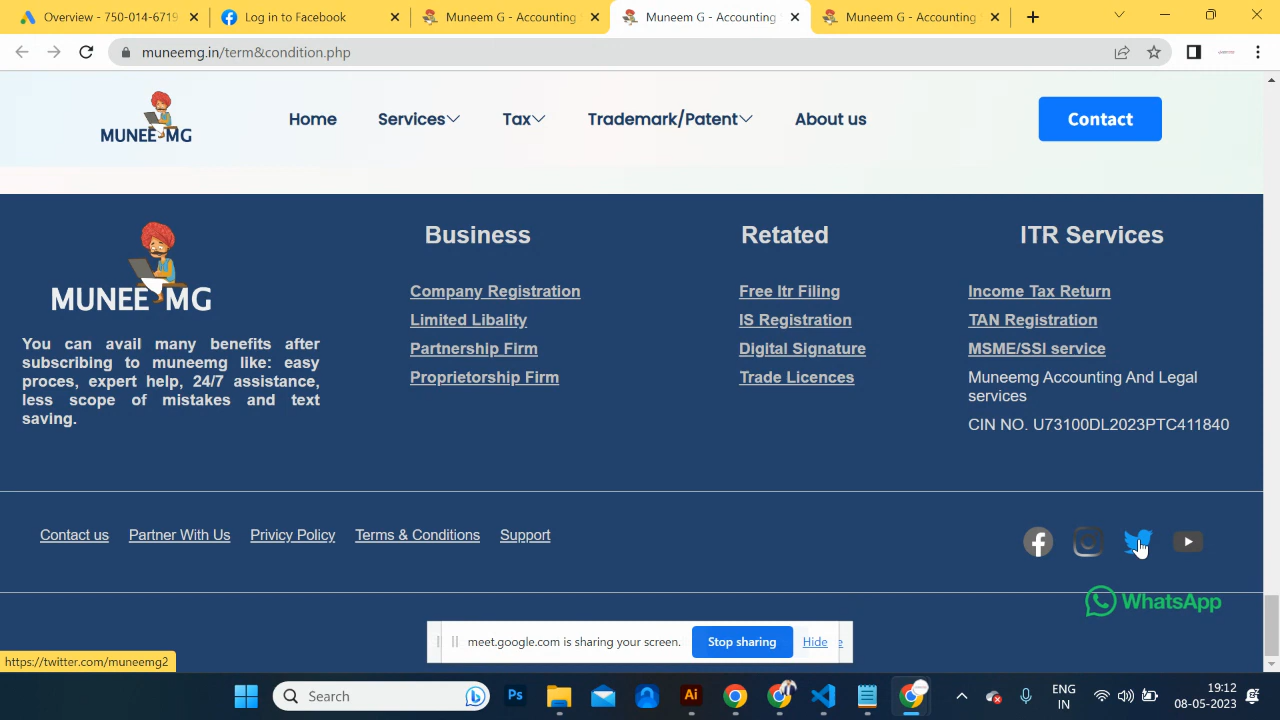 Overview - 750-014-6719
Log in to Facebook
Muneem G - Accounting
Muneem G - Accounting
Muneem G - Accounting
muneemg.in/term&condition.php
MUNEE MG
Home
Services
Tax
Trademark/Patent
About us
Contact
MUNEE MG
You can avail many benefits after
subscribing to muneemg like: easy
proces, expert help, 24/7 assistance,
less scope of mistakes and text
saving.
Business
Company Registration
Limited Libality
Partnership Firm
Proprietorship Firm
Retated
Free Itr Filing
IS Registration
Digital Signature
Trade Licences
ITR Services
Income Tax Return
TAN Registration
MSME/SSI service
Muneemg Accounting And Legal
services
CIN NO. U73100DL2023PTC411840
Contact us
Partner With Us
Privicy Policy
Terms & Conditions
Support
WhatsApp
meet.google.com is sharing your screen.
Stop sharing
Hide
https://twitter.com/muneemg2
Search
Ps
Ai
ENG
IN
19:12
08-05-2023